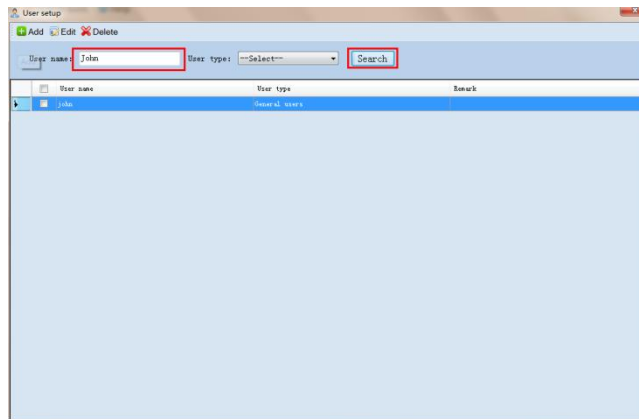 User setup
Add Edit Delete
User name: John User type: --Select-- Search
User name User type Remark
john General users